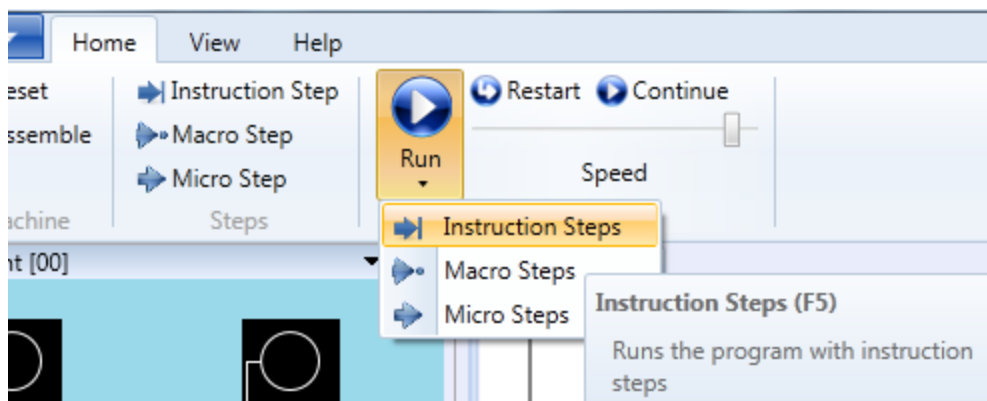 Home View Help
eset
ssemble
achine
Instruction Step
Macro Step
Micro Step
Steps
Run
Restart Continue
Speed
Instruction Steps
Macro Steps
Micro Steps
nt [00]
Instruction Steps (F5)
Runs the program with instruction
steps